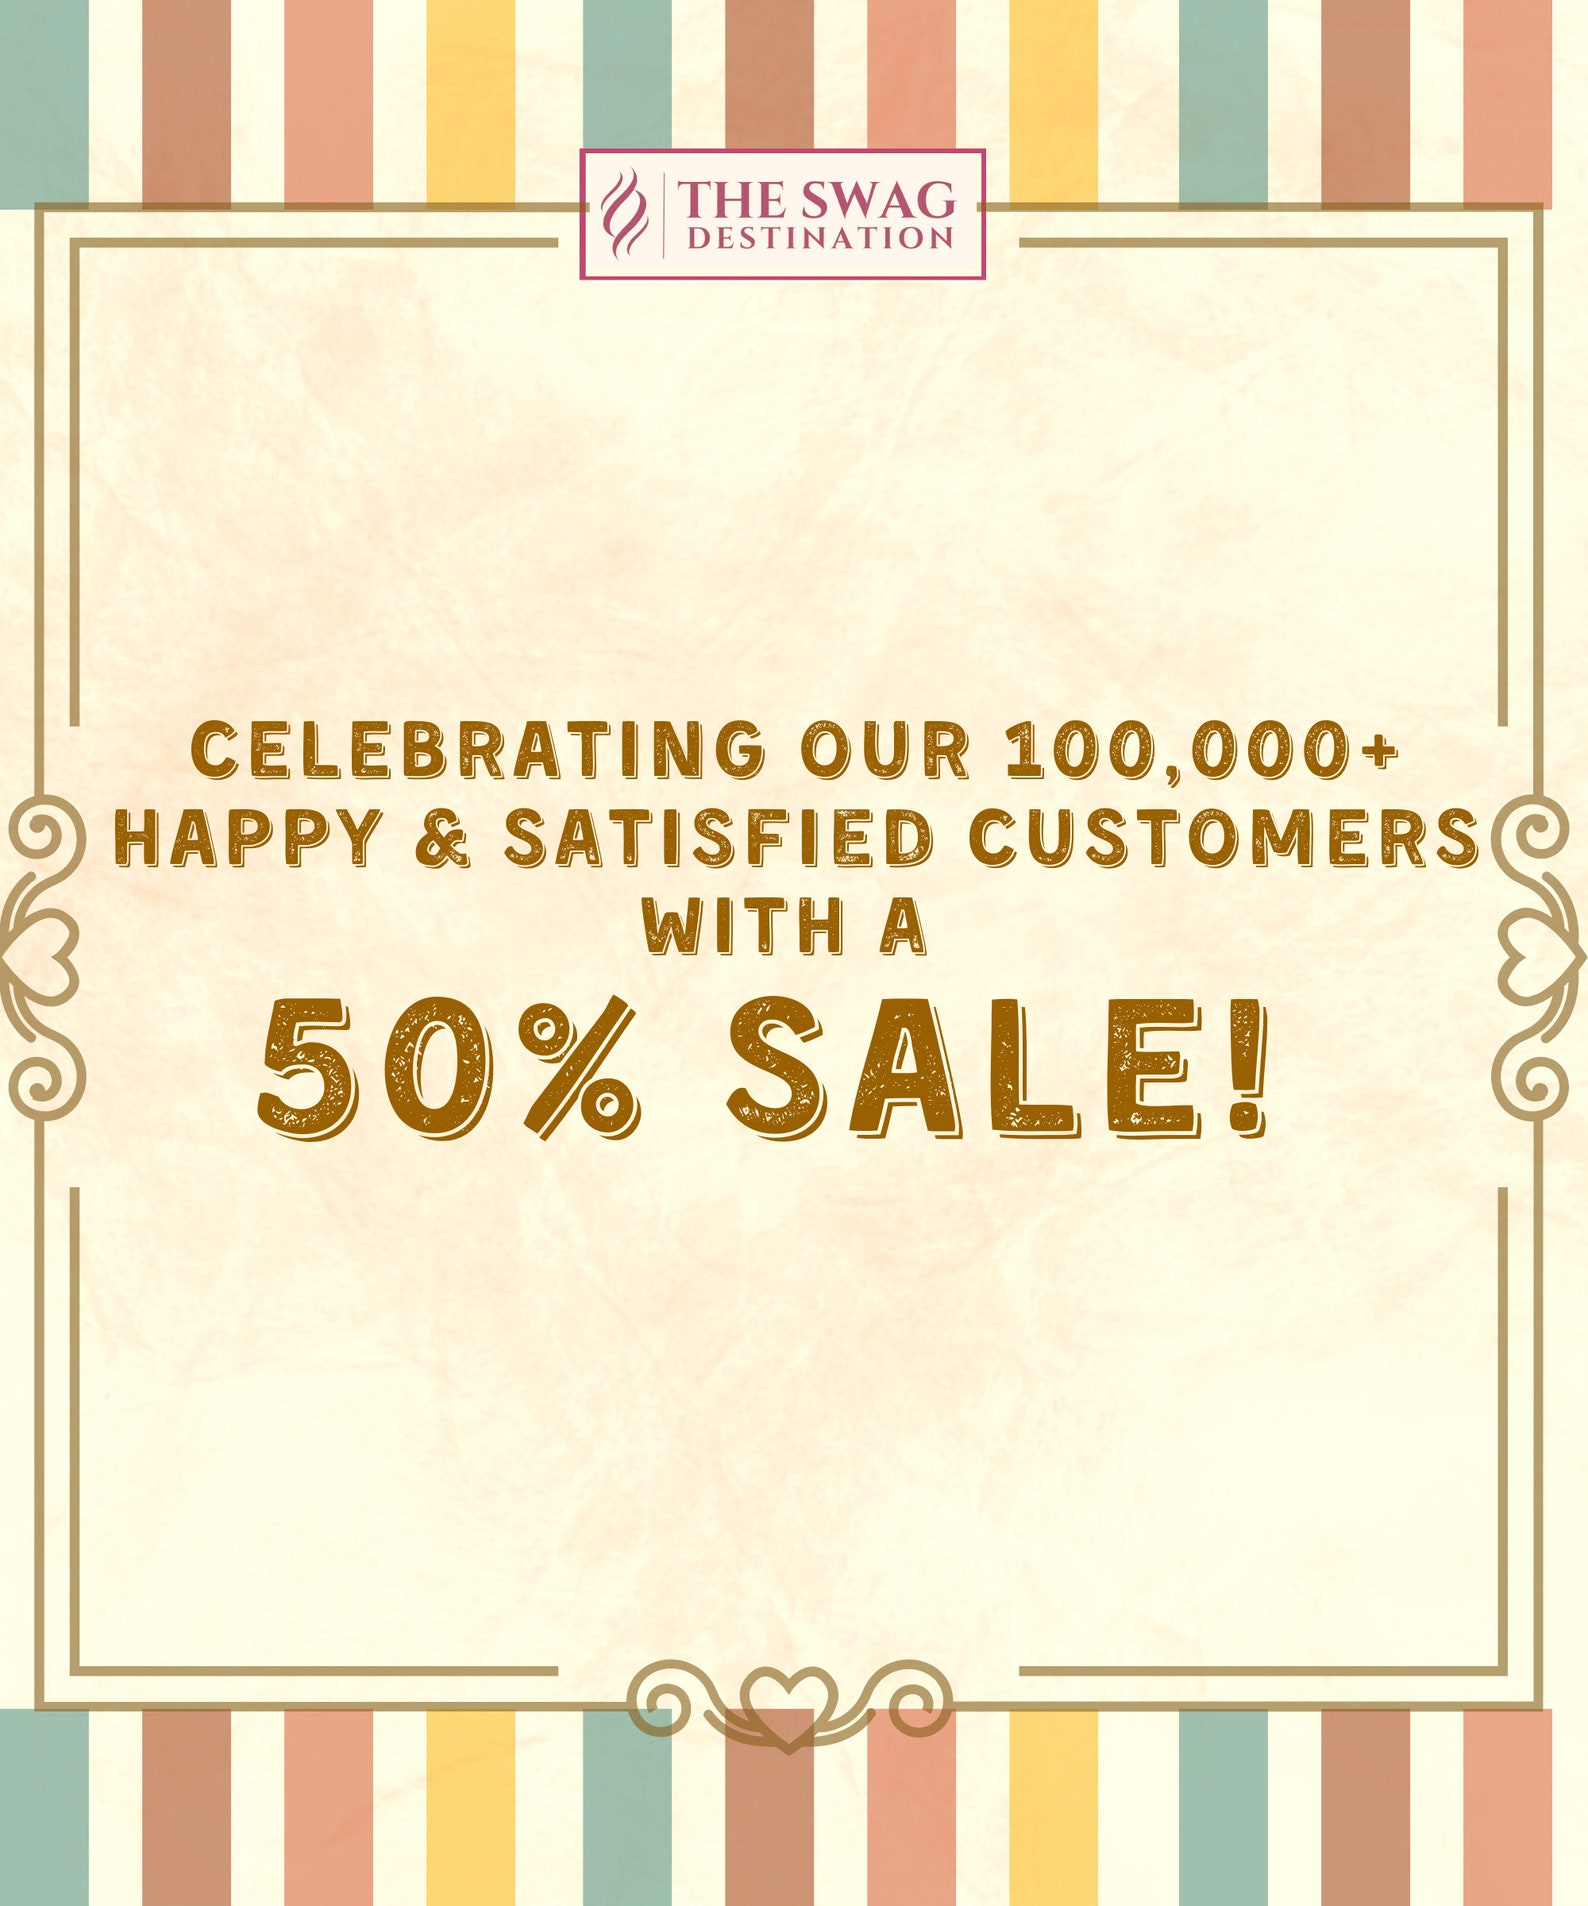 THE SWAG
DESTINATION
CELEBRATING OUR 100,000+
HAPPY & SATISFIED CUSTOMERS
WITH A
50% SALE!